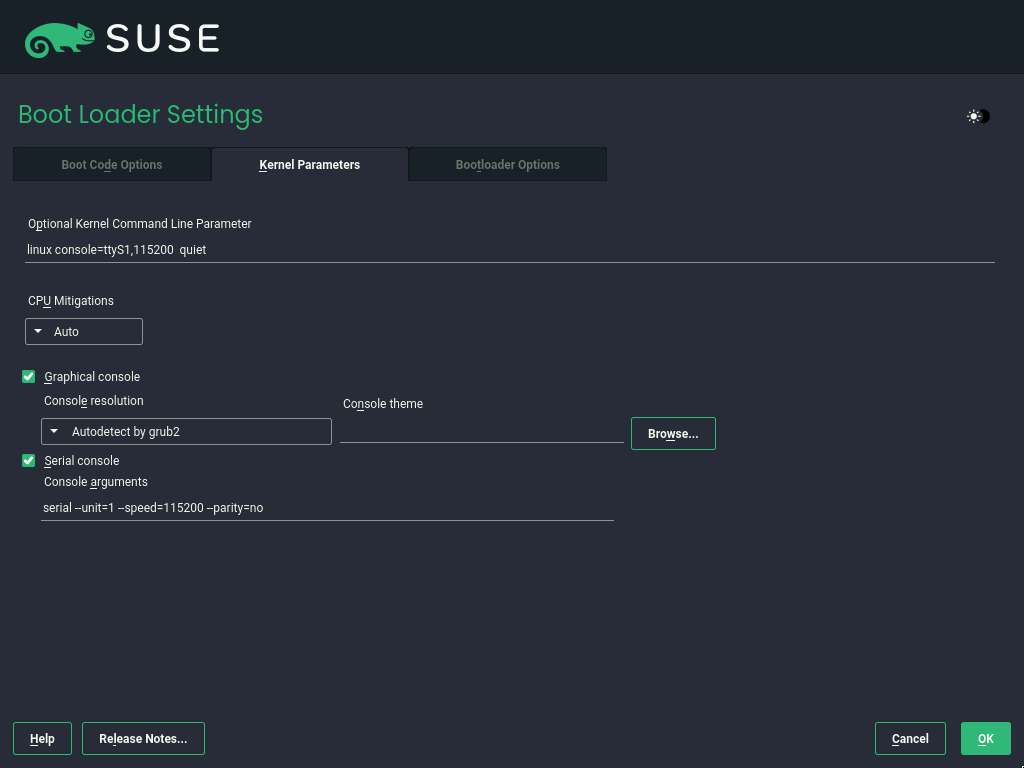 SUSE
Boot Loader Settings
Boot Code Options
Kernel Parameters
Bootloader Options
Optional Kernel Command Line Parameter
linux console=ttyS1,115200  quiet
CPU Mitigations
Auto
Graphical console
Console resolution
Console theme
Autodetect by grub2
Browse...
Serial console
Console arguments
serial --unit=1 --speed=115200 --parity=no
Help
Release Notes...
Cancel
OK